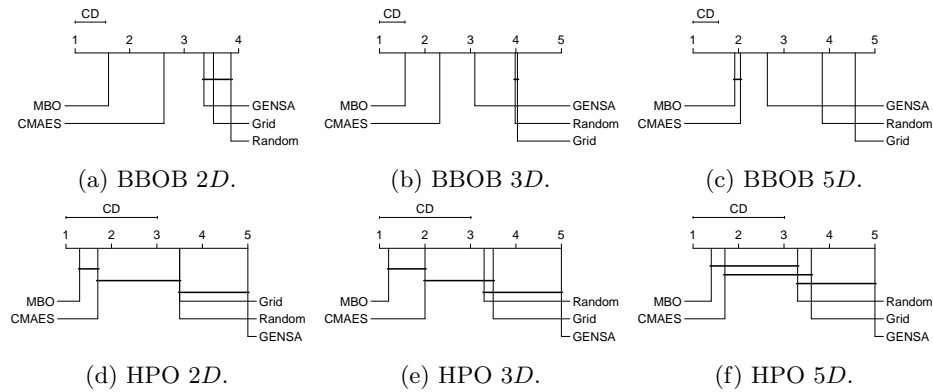 CD CD CD
1 2 3 4 1 2 3 4 5 1 2 3 4 5
MBO GENSA MBO GENSA MBO GENSA
CMAES Grid CMAES Random CMAES Random
Random Grid Grid
(a) BBOB 2D. (b) BBOB 3D. (c) BBOB 5D.
CD CD CD
1 2 3 4 5 1 2 3 4 5 1 2 3 4 5
MBO Grid MBO Random MBO Random
CMAES Random CMAES Grid CMAES Grid
GENSA GENSA GENSA
(d) HPO 2D. (e) HPO 3D. (f) HPO 5D.